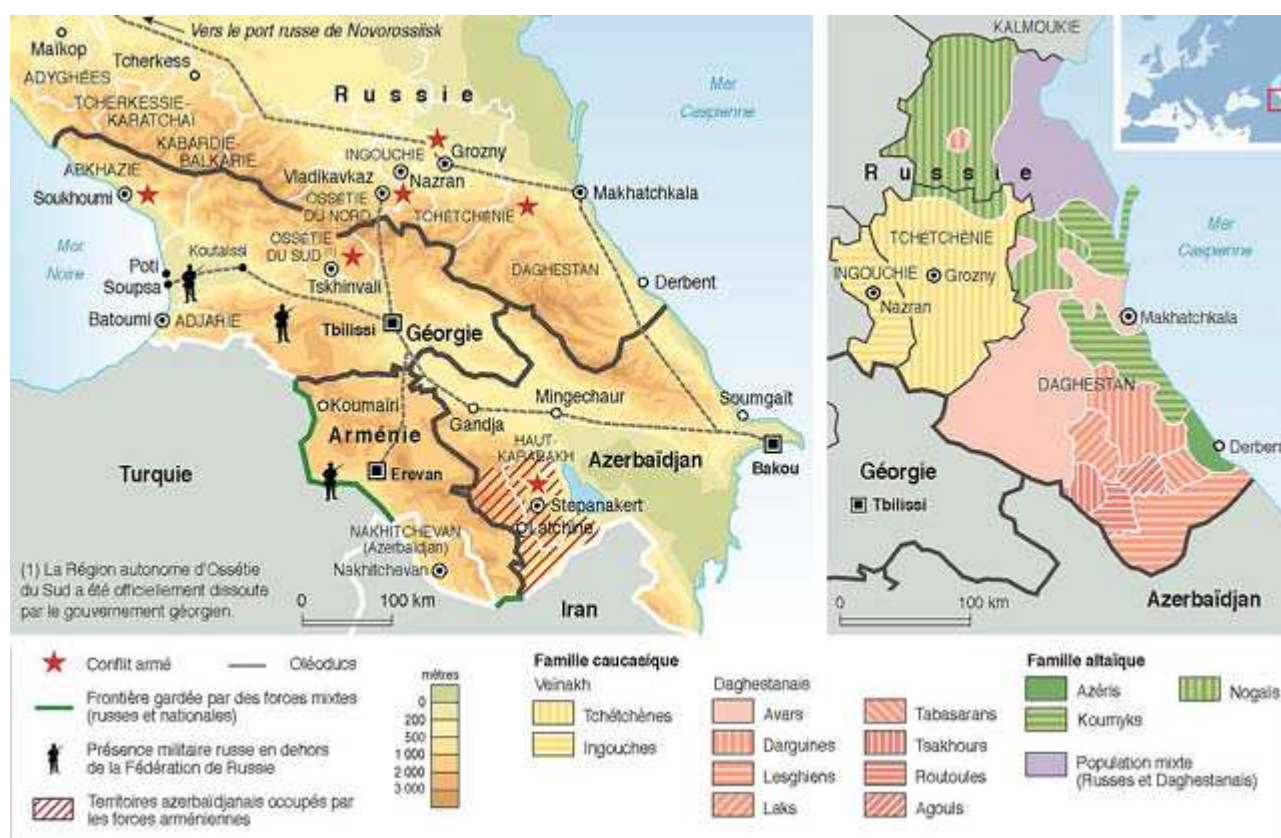 Vers le port russe de Novorossiisk
Maïkop
Tcherkess
ADYGHÉES
TCHERKESSIE-
KARATCHAÏ
Russie
Mer
Caspienne
KABARDIE-
BALKARIE
INGOUCHIE
Grozny
ABKHAZIE
Vladikavkaz
Nazran
Soukhoumi
OSSÉTIE
DU NORD
TCHÉTCHÉNIE
Makhatchkala
Mer
Noire
Koutaïssi
OSSÉTIE
DU SUD (1)
DAGHESTAN
Poti
Soupsa
Tskhinvali
Derbent
Batoumi
ADJARIE
Tbilissi
Géorgie
Koumaïri
Mingechaur
Soumgaït
Gandja
Arménie
HAUT-
KARABAKH
Azerbaïdjan
Bakou
Turquie
Erevan
Stepanakert
Latchine
NAKHITCHEVAN
(Azerbaïdjan)
Nakhitchevan
(1) La Région autonome d'Ossétie
du Sud a été officiellement dissoute
par le gouvernement géorgien.
0 100 km
Iran
KALMOUKIE
Russie
TCHETCHÉNIE
Mer
Caspienne
INGOUCHIE
Grozny
Nazran
Makhatchkala
DAGHESTAN
Géorgie
Derbent
Tbilissi
0 100 km
Azerbaïdjan
Conflit armé
Oléoducs
Frontière gardée par des forces mixtes
(russes et nationales)
Présence militaire russe en dehors
de la Fédération de Russie
Territoires azerbaïdjanais occupés par
les forces arméniennes
mètres
0
200
500
1 000
2 000
3 000
Famille caucasique
Veinakh
Tchétchènes
Ingouches
Daghestanais
Avars
Darguines
Lesghiens
Laks
Tabasarans
Tsakhours
Routoules
Agouls
Famille altaïque
Azéris
Koumyks
Nogaïs
Population mixte
(Russes et Daghestanais)